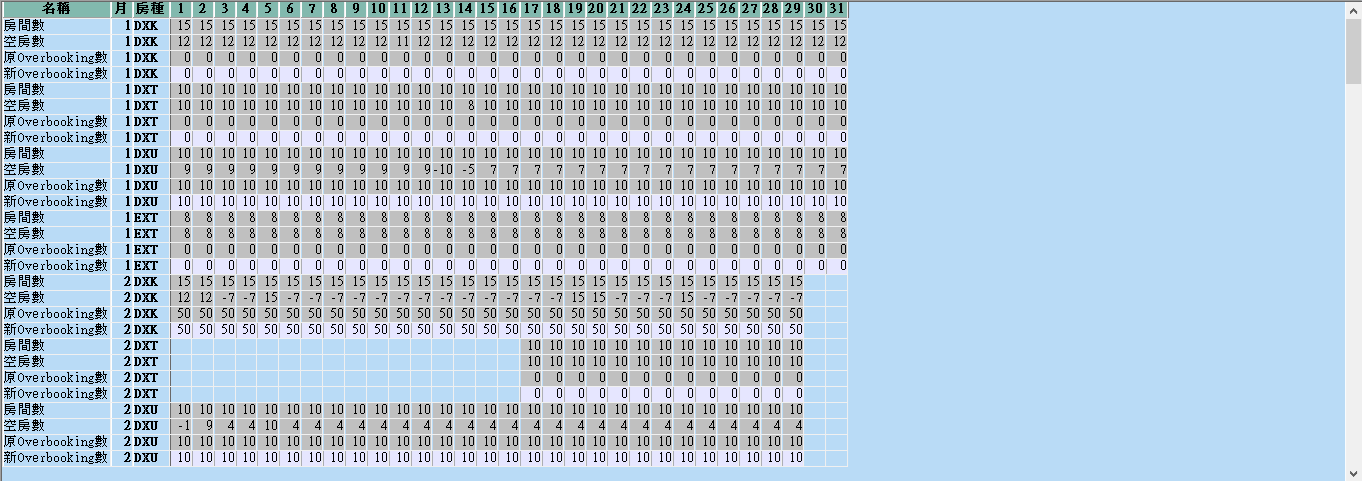 名稱 月 房種 1 2 3 4 5 6 7 8 9 10 11 12 13 14 15 16 17 18 19 20 21 22 23 24 25 26 27 28 29 30 31
房間數 1 DXK 15 15 15 15 15 15 15 15 15 15 15 15 15 15 15 15 15 15 15 15 15 15 15 15 15 15 15 15 15 15 15
空房數 1 DXK 12 12 12 12 12 12 12 12 12 12 11 12 12 12 12 12 12 12 12 12 12 12 12 12 12 12 12 12 12 12 12
原Overbooking數 1 DXK 0 0 0 0 0 0 0 0 0 0 0 0 0 0 0 0 0 0 0 0 0 0 0 0 0 0 0 0 0 0 0
新Overbooking數 1 DXK 0 0 0 0 0 0 0 0 0 0 0 0 0 0 0 0 0 0 0 0 0 0 0 0 0 0 0 0 0 0 0
房間數 1 DXT 10 10 10 10 10 10 10 10 10 10 10 10 10 10 10 10 10 10 10 10 10 10 10 10 10 10 10 10 10 10 10
空房數 1 DXT 10 10 10 10 10 10 10 10 10 10 10 10 10 8 10 10 10 10 10 10 10 10 10 10 10 10 10 10 10 10 10
原Overbooking數 1 DXT 0 0 0 0 0 0 0 0 0 0 0 0 0 0 0 0 0 0 0 0 0 0 0 0 0 0 0 0 0 0 0
新Overbooking數 1 DXT 0 0 0 0 0 0 0 0 0 0 0 0 0 0 0 0 0 0 0 0 0 0 0 0 0 0 0 0 0 0 0
房間數 1 DXU 10 10 10 10 10 10 10 10 10 10 10 10 10 10 10 10 10 10 10 10 10 10 10 10 10 10 10 10 10 10 10
空房數 1 DXU 9 9 9 9 9 9 9 9 9 9 9 9 -10 -5 7 7 7 7 7 7 7 7 7 7 7 7 7 7 7 7 7
原Overbooking數 1 DXU 10 10 10 10 10 10 10 10 10 10 10 10 10 10 10 10 10 10 10 10 10 10 10 10 10 10 10 10 10 10 10
新Overbooking數 1 DXU 10 10 10 10 10 10 10 10 10 10 10 10 10 10 10 10 10 10 10 10 10 10 10 10 10 10 10 10 10 10 10
房間數 1 EXT 8 8 8 8 8 8 8 8 8 8 8 8 8 8 8 8 8 8 8 8 8 8 8 8 8 8 8 8 8 8 8
空房數 1 EXT 8 8 8 8 8 8 8 8 8 8 8 8 8 8 8 8 8 8 8 8 8 8 8 8 8 8 8 8 8 8 8
原Overbooking數 1 EXT 0 0 0 0 0 0 0 0 0 0 0 0 0 0 0 0 0 0 0 0 0 0 0 0 0 0 0 0 0 0 0
新Overbooking數 1 EXT 0 0 0 0 0 0 0 0 0 0 0 0 0 0 0 0 0 0 0 0 0 0 0 0 0 0 0 0 0 0 0
房間數 2 DXK 15 15 15 15 15 15 15 15 15 15 15 15 15 15 15 15 15 15 15 15 15 15 15 15 15 15 15 15 15
空房數 2 DXK 12 12 -7 -7 15 -7 -7 -7 -7 -7 -7 -7 -7 -7 -7 -7 -7 -7 15 15 -7 -7 -7 15 -7 -7 -7 -7 -7
原Overbooking數 2 DXK 50 50 50 50 50 50 50 50 50 50 50 50 50 50 50 50 50 50 50 50 50 50 50 50 50 50 50 50 50
新Overbooking數 2 DXK 50 50 50 50 50 50 50 50 50 50 50 50 50 50 50 50 50 50 50 50 50 50 50 50 50 50 50 50 50
房間數 2 DXT 10 10 10 10 10 10 10 10 10 10 10 10 10
空房數 2 DXT 10 10 10 10 10 10 10 10 10 10 10 10 10
原Overbooking數 2 DXT 0 0 0 0 0 0 0 0 0 0 0 0 0
新Overbooking數 2 DXT 0 0 0 0 0 0 0 0 0 0 0 0 0
房間數 2 DXU 10 10 10 10 10 10 10 10 10 10 10 10 10 10 10 10 10 10 10 10 10 10 10 10 10 10 10 10 10
空房數 2 DXU -1 9 4 4 10 4 4 4 4 4 4 4 4 4 4 4 4 4 4 4 4 4 4 4 4 4 4 4 4
原Overbooking數 2 DXU 10 10 10 10 10 10 10 10 10 10 10 10 10 10 10 10 10 10 10 10 10 10 10 10 10 10 10 10 10
新Overbooking數 2 DXU 10 10 10 10 10 10 10 10 10 10 10 10 10 10 10 10 10 10 10 10 10 10 10 10 10 10 10 10 10